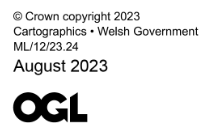 © Crown copyright 2023
Cartographics • Welsh Government
ML/12/23.24
August 2023
OGL